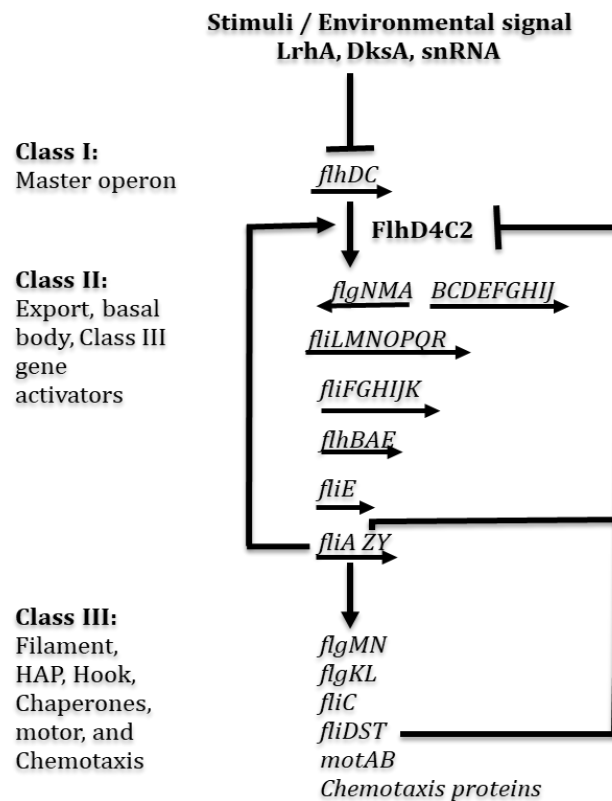 Stimuli / Environmental signal
LrhA, DksA, snRNA
Class I:
Master operon
flhDC
FlhD4C2
Class II:
Export, basal
body, Class III
gene
activators
flgNMA BCDEFGHIJ
fliLMNOPQR
fliFGHIJK
flhBAE
fliE
fliA ZY
Class III:
Filament,
HAP, Hook,
Chaperones,
motor, and
Chemotaxis
flgMN
flgKL
fliC
fliDST
motAB
Chemotaxis proteins